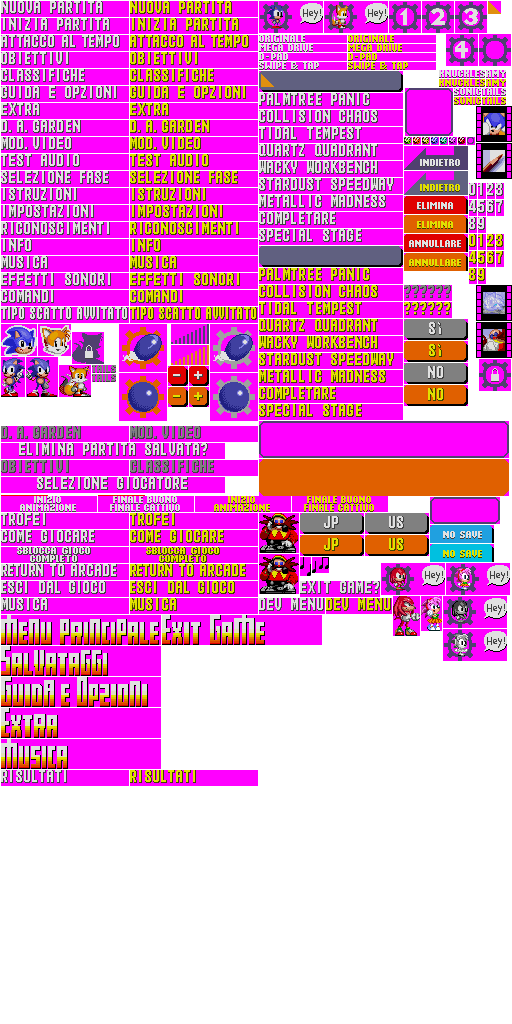 NUOVA PARTITA NUOVA PARTITA
INIZIA PARTITA INIZIA PARTITA
ATTACCO AL TEMPO ATTACCO AL TEMPO
OBIETTIVI OBIETTIVI
CLASSIFICHE CLASSIFICHE
GUIDA E OPZIONI GUIDA E OPZIONI
EXTRA EXTRA
D. A. GARDEN D. A. GARDEN
MOD. VIDEO MOD. VIDEO
TEST AUDIO TEST AUDIO
SELEZIONE FASE SELEZIONE FASE
ISTRUZIONI ISTRUZIONI
IMPOSTAZIONI IMPOSTAZIONI
RICONOSCIMENTI RICONOSCIMENTI
INFO INFO
MUSICA MUSICA
EFFETTI SONORI EFFETTI SONORI
COMANDI COMANDI
TIPO SCATTO AVVITATO TIPO SCATTO AVVITATO
TAILS
TAILS
Hey! Hey! 1 2 3
4
ORIGINALE ORIGINALE
MEGA DRIVE MEGA DRIVE
D-PAD D-PAD
SWIPE & TAP SWIPE & TAP
PALMTREE PANIC
COLLISION CHAOS
TIDAL TEMPEST
QUARTZ QUADRANT
WACKY WORKBENCH
STARDUST SPEEDWAY
METALLIC MADNESS
COMPLETARE
SPECIAL STAGE
PALMTREE PANIC
COLLISION CHAOS
TIDAL TEMPEST
QUARTZ QUADRANT
WACKY WORKBENCH
STARDUST SPEEDWAY
METALLIC MADNESS
COMPLETARE
SPECIAL STAGE
KNUCKLES AMY
KNUCKLES AMY
SONIC TAILS
SONIC TAILS
INDIETRO
INDIETRO
ELIMINA
ELIMINA
ANNULLARE
ANNULLARE
0123
4567
89
0123
4567
89
??????
??????
SÌ
SÌ
NO
NO
D. A. GARDEN MOD. VIDEO
ELIMINA PARTITA SALVATA?
OBIETTIVI CLASSIFICHE
SELEZIONE GIOCATORE
INIZIO FINALE BUONO INIZIO FINALE BUONO
ANIMAZIONE FINALE CATTIVO ANIMAZIONE FINALE CATTIVO
TROFEI TROFEI
COME GIOCARE COME GIOCARE
SBLOCCA GIOCO SBLOCCA GIOCO
COMPLETO COMPLETO
RETURN TO ARCADE RETURN TO ARCADE
ESCI DAL GIOCO ESCI DAL GIOCO
MUSICA MUSICA
JP US
JP US
NO SAVE
NO SAVE
EXIT GAME?
DEV MENU DEV MENU
Hey! Hey!
Hey!
Hey!
MENU PRINCIPALE EXIT GAME
SALVATAGGI
GUIDA E OPZIONI
EXTRA
MUSICA
RISULTATI RISULTATI